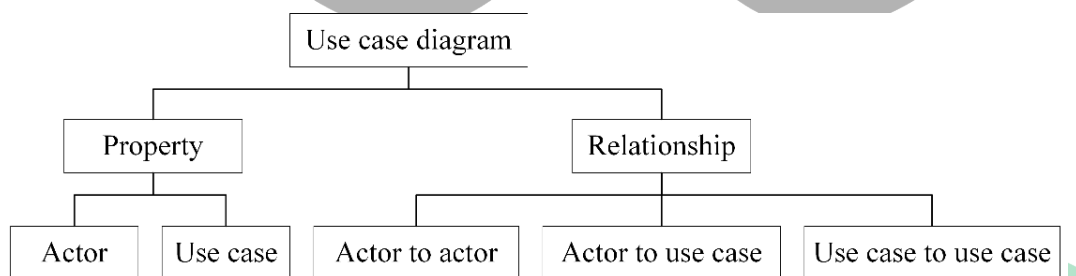 Use case diagram
Property
Relationship
Actor
Use case
Actor to actor
Actor to use case
Use case to use case